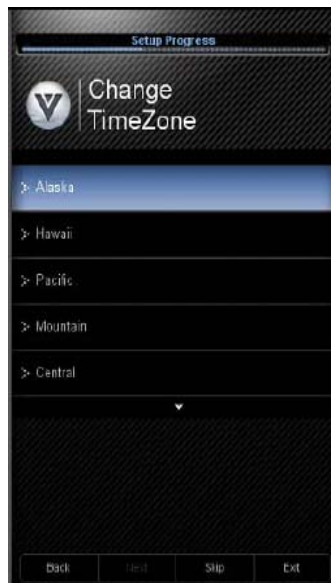 Setup Progress
V
Change
TimeZone
> Alaska
> Hawaii
> Pacific
> Mountain
> Central
Back
Next
Skip
Exit